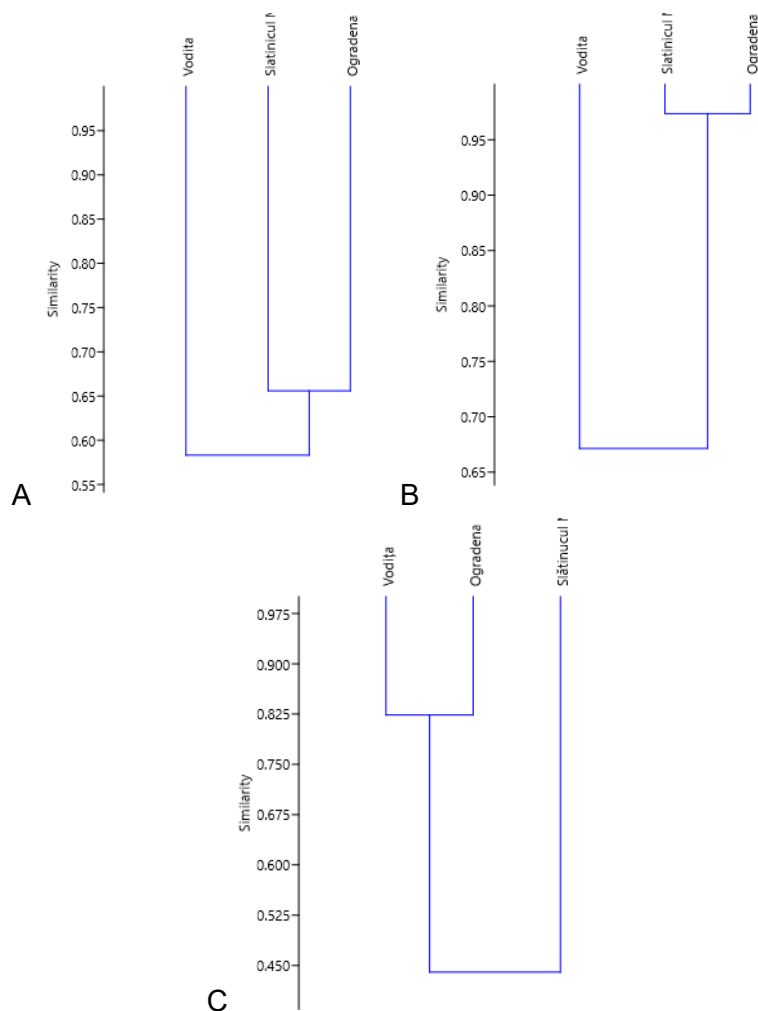 Vodita
Slatinicul
Ogradena
0.95
0.90
0.85
0.80
0.75
0.70
0.65
0.60
0.55
Similarity
A
Vodita
Slatinicul
Ogradena
0.95
0.90
0.85
0.80
0.75
0.70
0.65
Similarity
B
Vodița
Ogradena
Slătinucul
0.975
0.900
0.825
0.750
0.675
0.600
0.525
0.450
Similarity
C